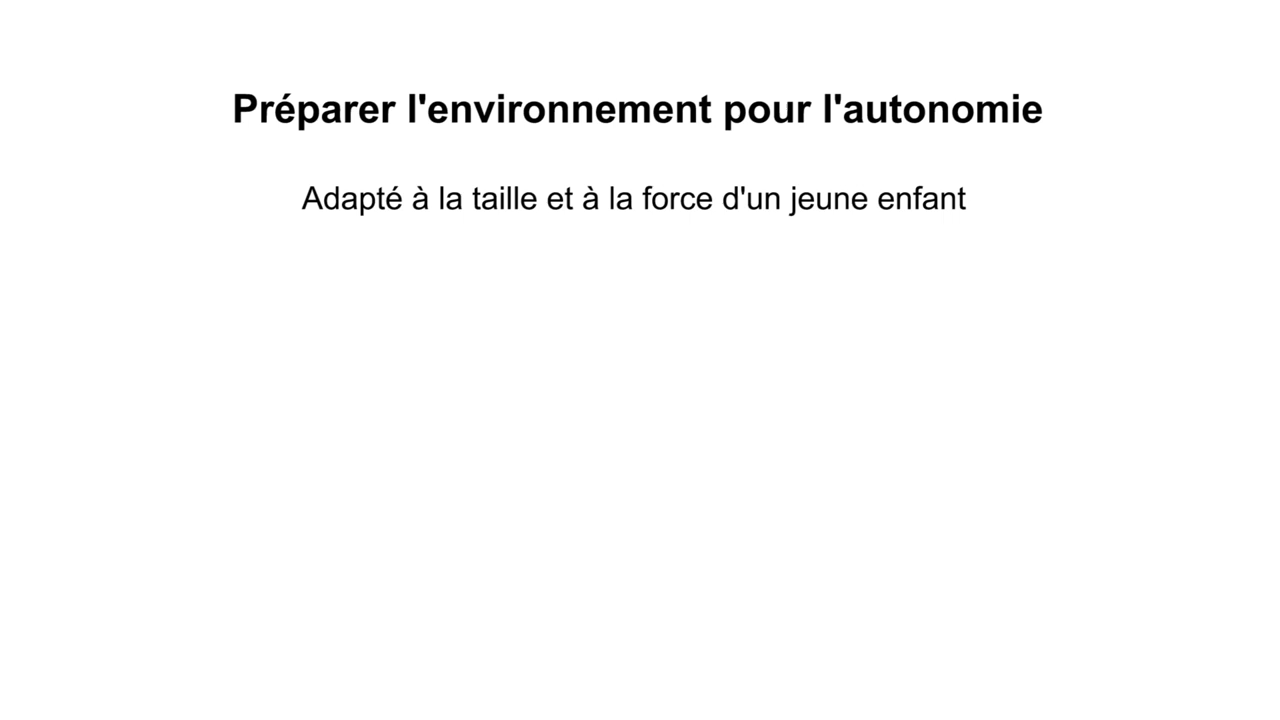 Préparer l'environnement pour l'autonomie
Adapté à la taille et à la force d'un jeune enfant